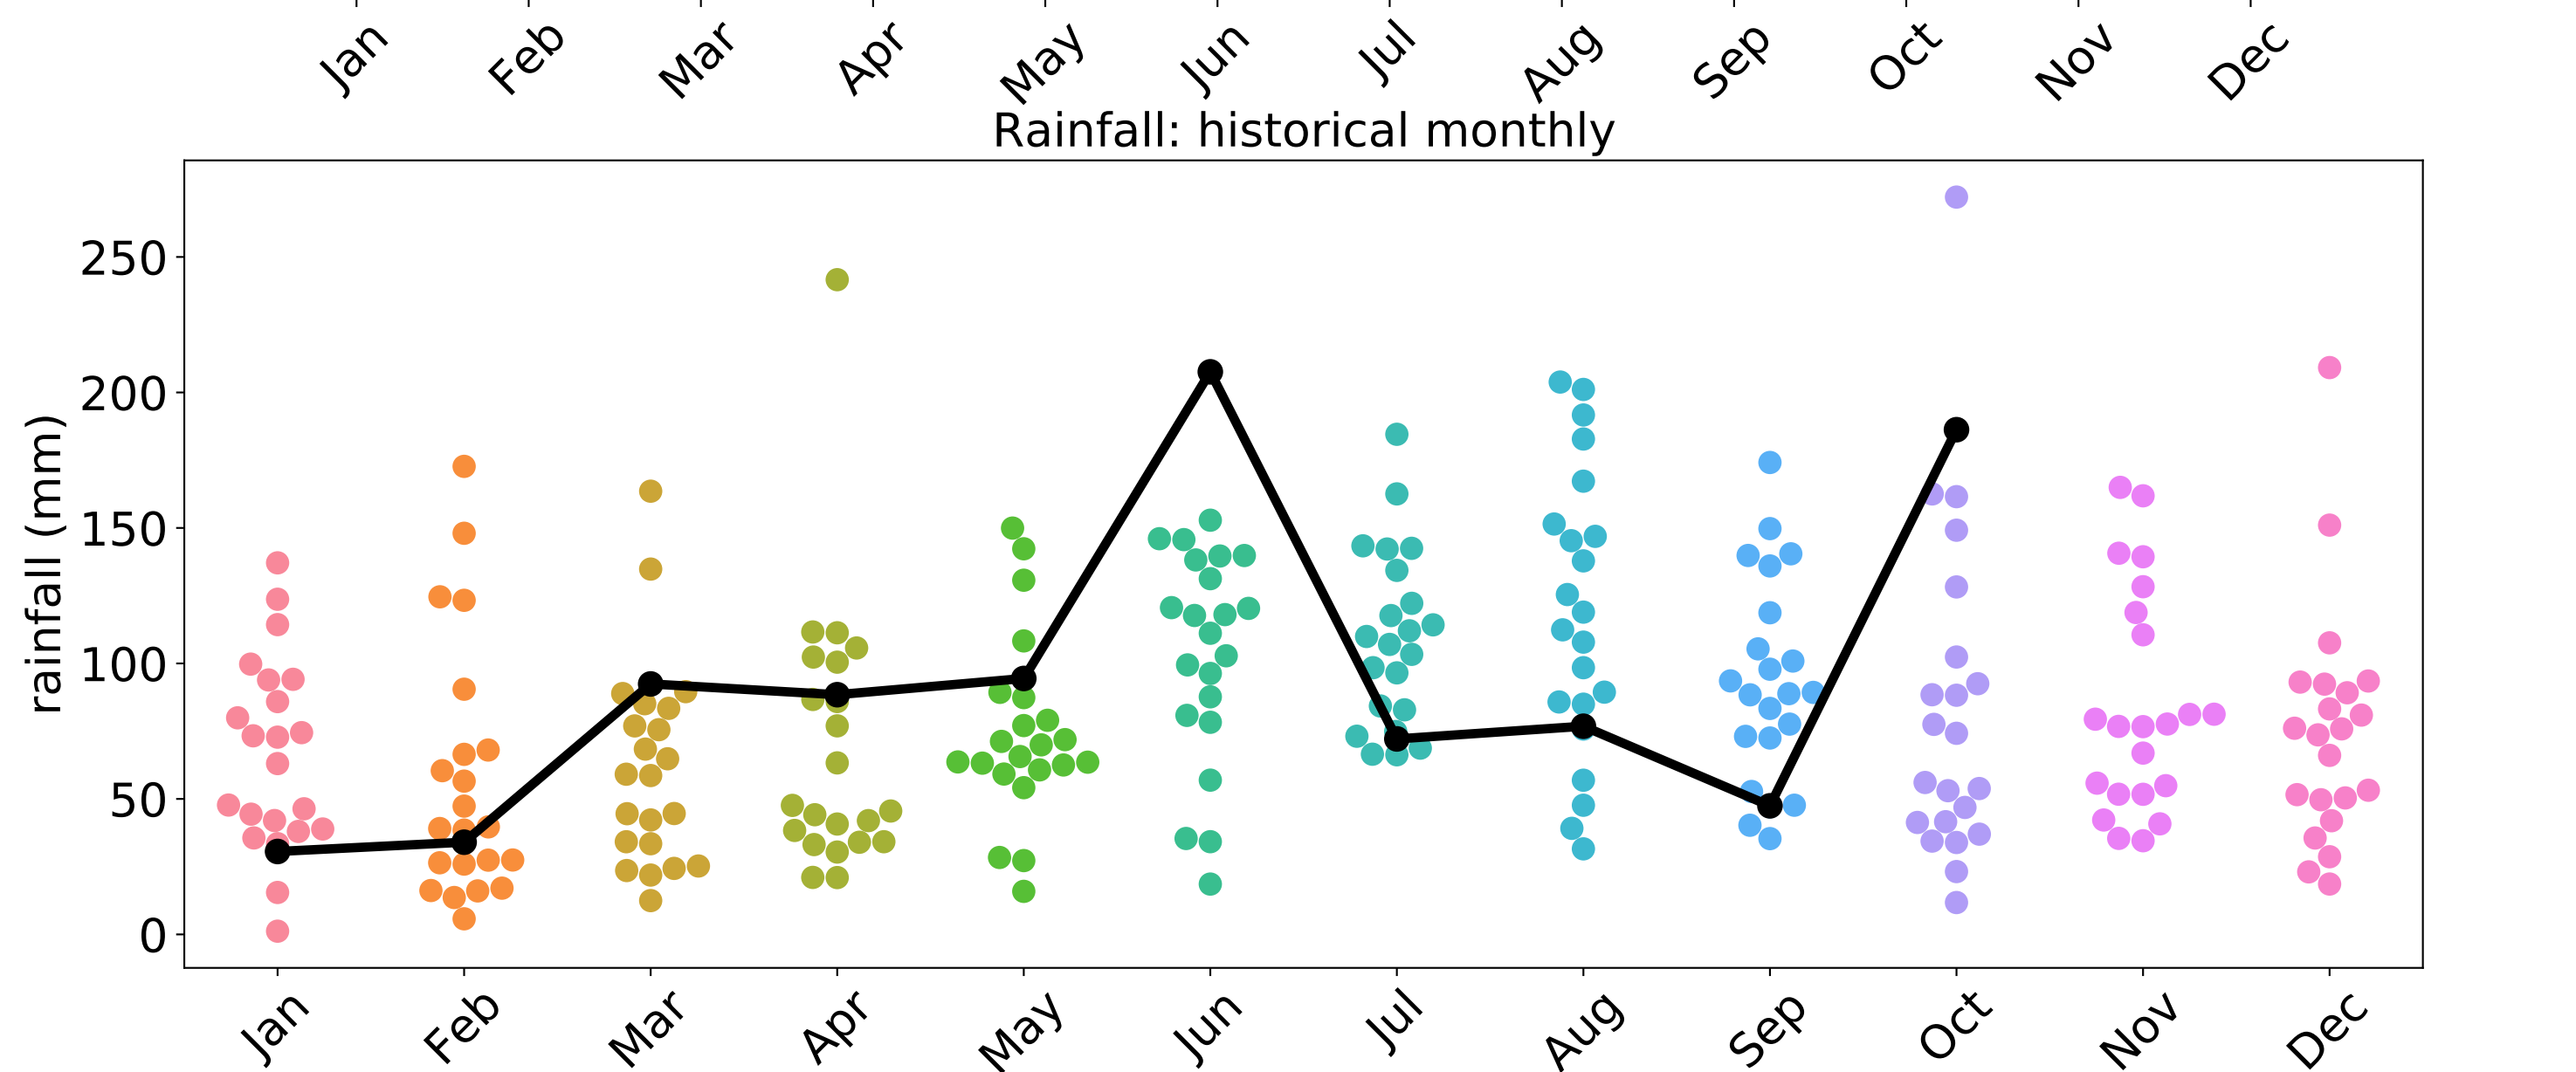 Jan Feb Mar Apr May Jun Jul Aug Sep Oct Nov Dec
Rainfall: historical monthly
rainfall (mm)
250
200
150
100
50
0
Jan Feb Mar Apr May Jun Jul Aug Sep Oct Nov Dec